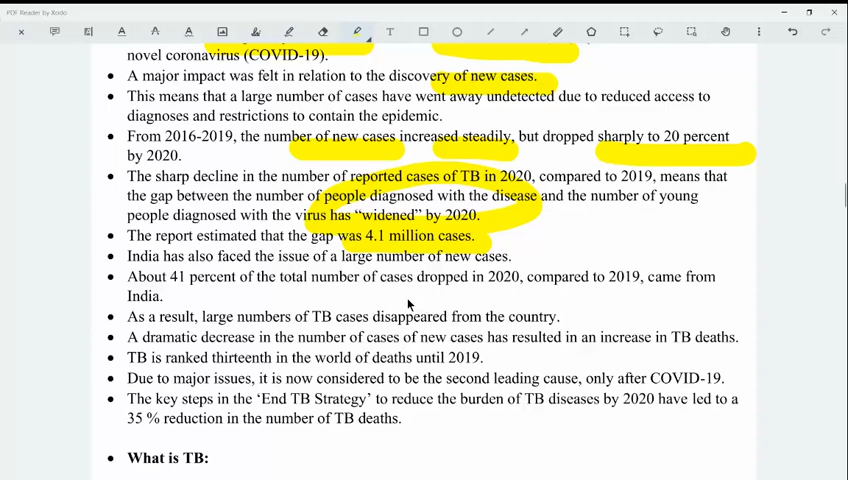 PDF Reader by Xodo
novel coronavirus (COVID-19).
• A major impact was felt in relation to the discovery of new cases.
• This means that a large number of cases have went away undetected due to reduced access to
diagnoses and restrictions to contain the epidemic.
• From 2016-2019, the number of new cases increased steadily, but dropped sharply to 20 percent
by 2020.
• The sharp decline in the number of reported cases of TB in 2020, compared to 2019, means that
the gap between the number of people diagnosed with the disease and the number of young
people diagnosed with the virus has “widened” by 2020.
• The report estimated that the gap was 4.1 million cases.
• India has also faced the issue of a large number of new cases.
• About 41 percent of the total number of cases dropped in 2020, compared to 2019, came from
India.
• As a result, large numbers of TB cases disappeared from the country.
• A dramatic decrease in the number of cases of new cases has resulted in an increase in TB deaths.
• TB is ranked thirteenth in the world of deaths until 2019.
• Due to major issues, it is now considered to be the second leading cause, only after COVID-19.
• The key steps in the ‘End TB Strategy’ to reduce the burden of TB diseases by 2020 have led to a
35 % reduction in the number of TB deaths.
• What is TB: